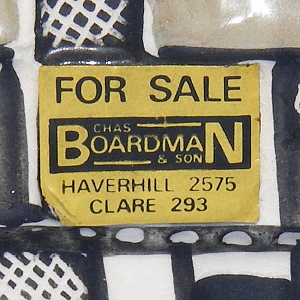 FOR SALE
CHAS
BOARDMAN
& SON
HAVERHILL 2575
CLARE 293